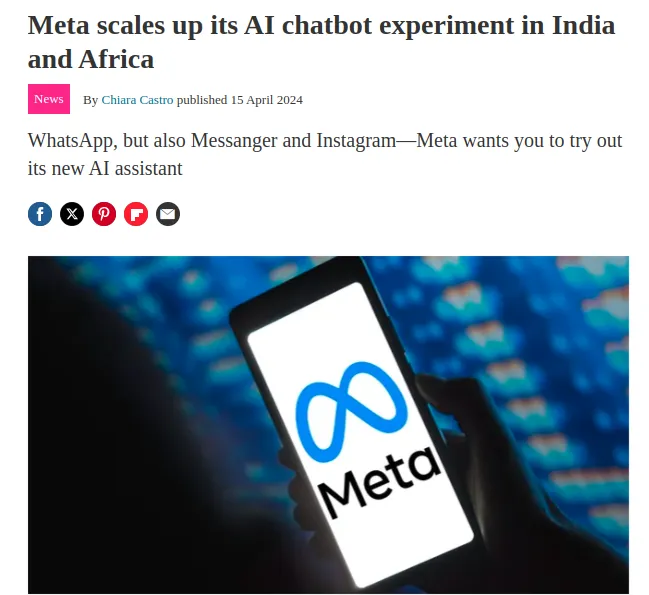 Meta scales up its AI chatbot experiment in India
and Africa
News
By Chiara Castro published 15 April 2024
WhatsApp, but also Messanger and Instagram—Meta wants you to try out
its new AI assistant
Meta